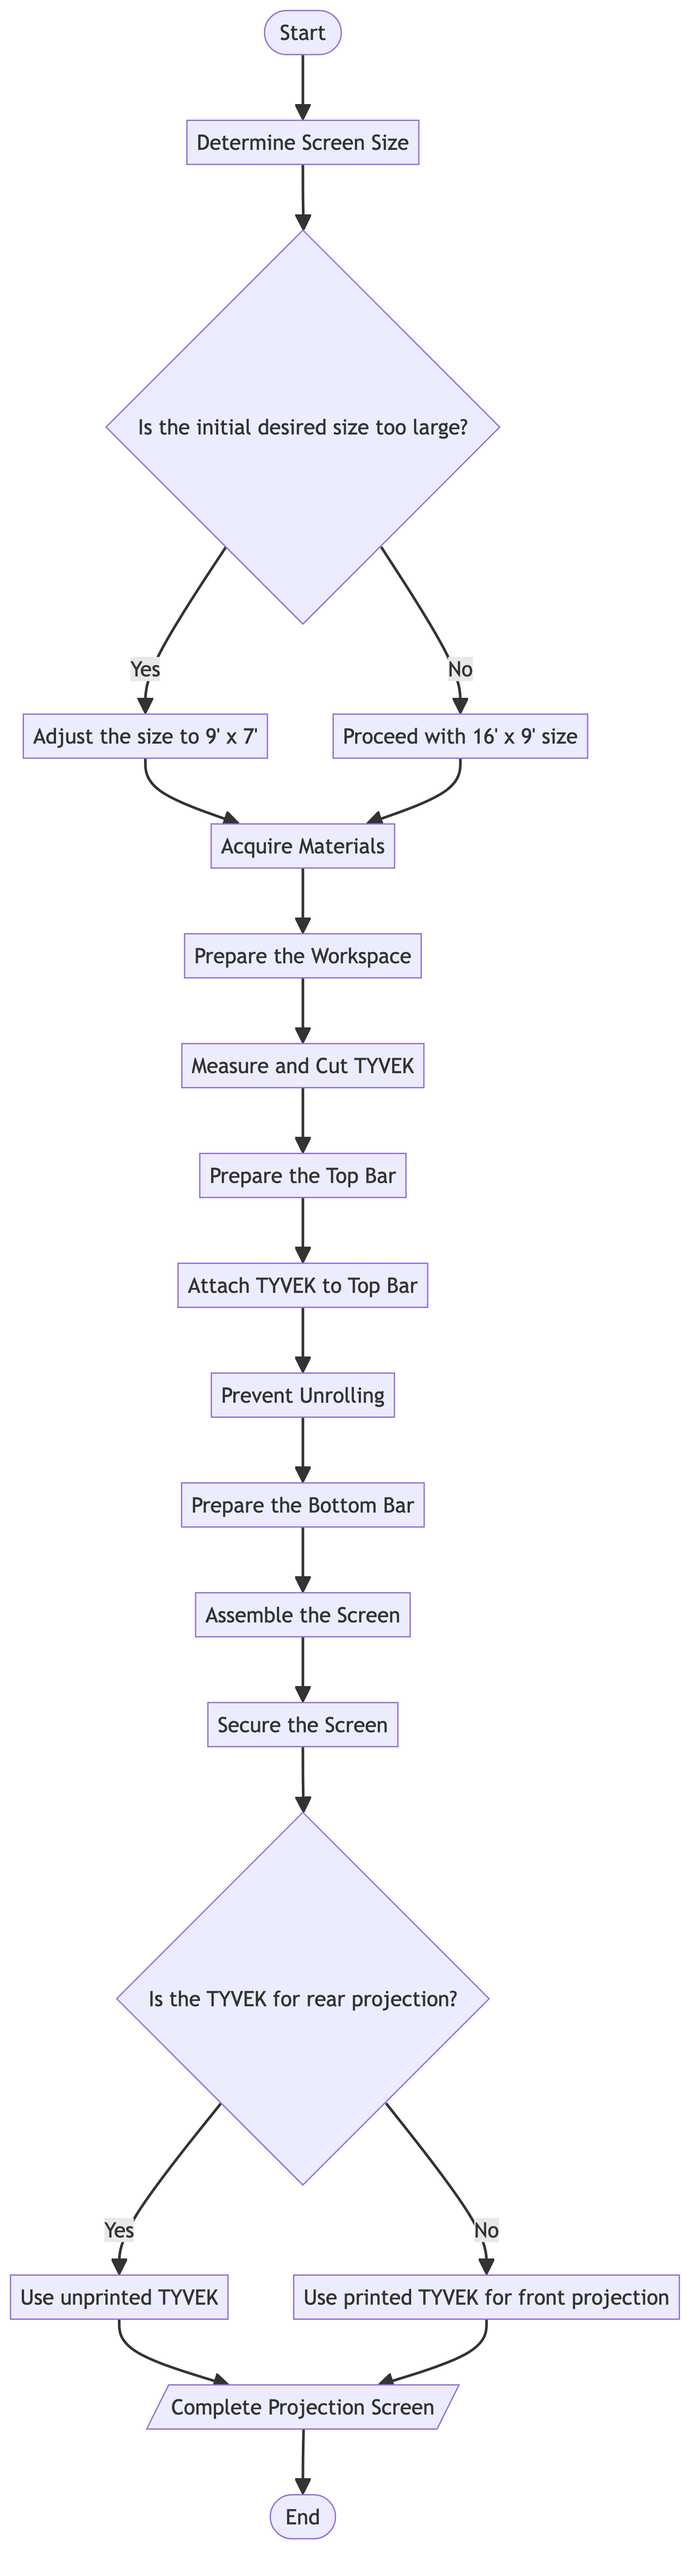 Start
Determine Screen Size
Is the initial desired size too large?
Yes
No
Adjust the size to 9' x 7'
Proceed with 16' x 9' size
Acquire Materials
Prepare the Workspace
Measure and Cut TYVEK
Prepare the Top Bar
Attach TYVEK to Top Bar
Prevent Unrolling
Prepare the Bottom Bar
Assemble the Screen
Secure the Screen
Is the TYVEK for rear projection?
Yes
No
Use unprinted TYVEK
Use printed TYVEK for front projection
Complete Projection Screen
End